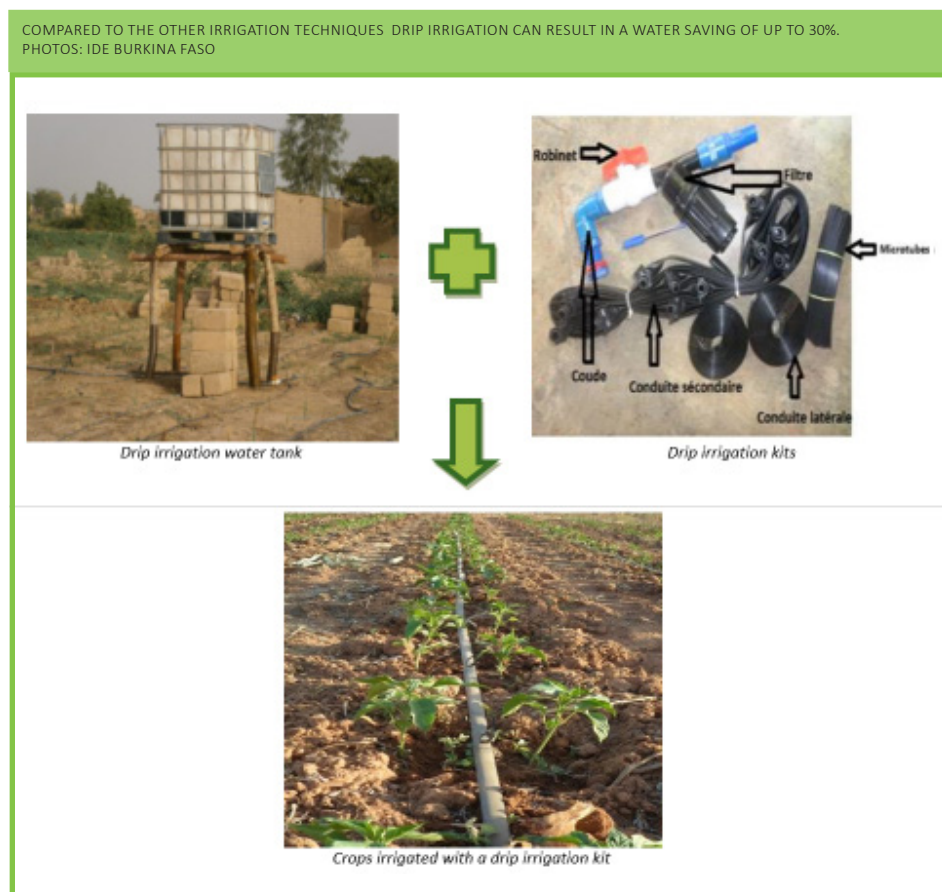 COMPARED TO THE OTHER IRRIGATION TECHNIQUES DRIP IRRIGATION CAN RESULT IN A WATER SAVING OF UP TO 30%.
PHOTOS: IDE BURKINA FASO
Robinet
Filtre
Microtubes :
Coude
Conduite sécondaire
Conduite latérale
Drip irrigation water tank
Drip irrigation kits
Crops irrigated with a drip irrigation kit